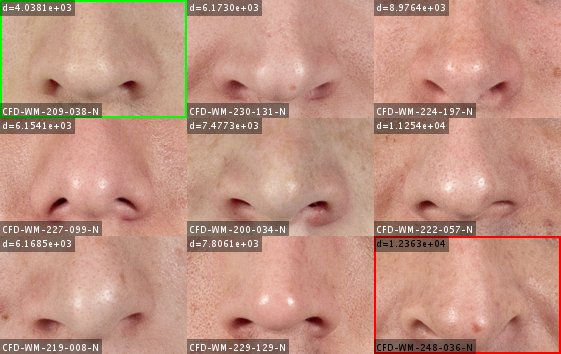 d=4.0381e+03
d=6.1730e+03
d=8.9764e+03
CFD-WM-209-038-N
CFD-WM-230-131-N
CFD-WM-224-197-N
d=6.1541e+03
d=7.4773e+03
d=1.1254e+04
CFD-WM-227-099-N
CFD-WM-200-034-N
CFD-WM-222-057-N
d=6.1685e+03
d=7.8061e+03
d=1.2363e+04
CFD-WM-219-008-N
CFD-WM-229-129-N
CFD-WM-248-036-N